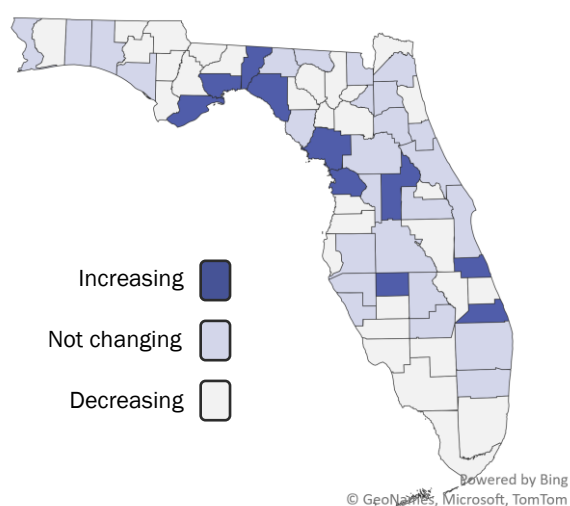 Increasing
Not changing
Decreasing
Powered by Bing
© GeoNames, Microsoft, TomTom